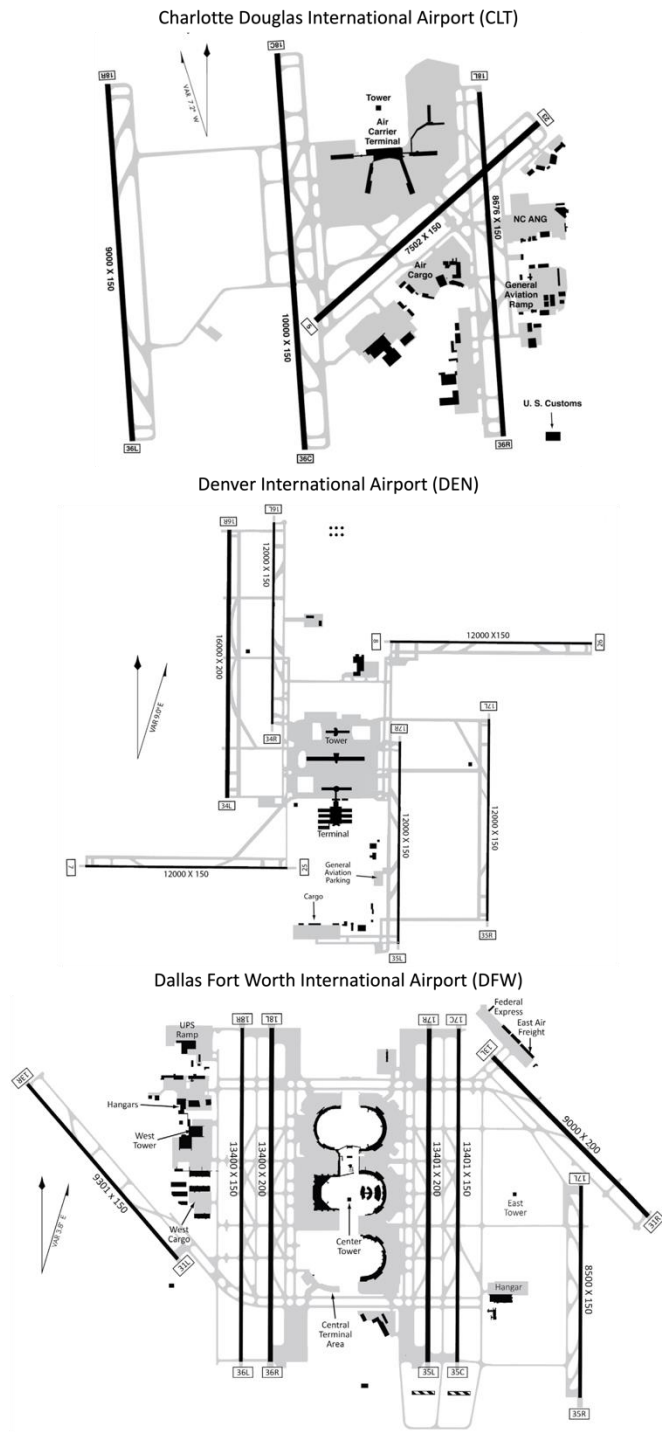 Charlotte Douglas International Airport (CLT)
18R
18C
18L
23
VAR 7.2° W
Tower
Air
Carrier
Terminal
9000 X 150
10000 X 150
7502 X 150
8676 X 150
NC ANG
Air
Cargo
General
Aviation
Ramp
5
U. S. Customs
36L
36C
36R
Denver International Airport (DEN)
16R
16L
12000 X 150
16000 X 200
8
12000 X150
26
VAR 9.0° E
34R
17R
17L
Tower
34L
Terminal
12000 X 150
12000 X 150
7
12000 X 150
25
General
Aviation
Parking
Cargo
35L
35R
Dallas Fort Worth International Airport (DFW)
UPS
Ramp
18R
18L
17R
17C
Federal
Express
East Air
Freight
13R
13L
Hangars
West
Tower
9000 X 200
9301 X 150
13400 X 150
13400 X 200
13401 X 200
13401 X 150
17L
VAR 3.8° E
West
Cargo
31L
Center
Tower
East
Tower
31R
8500 X 150
Hangar
Central
Terminal
Area
36L
36R
35L
35C
35R